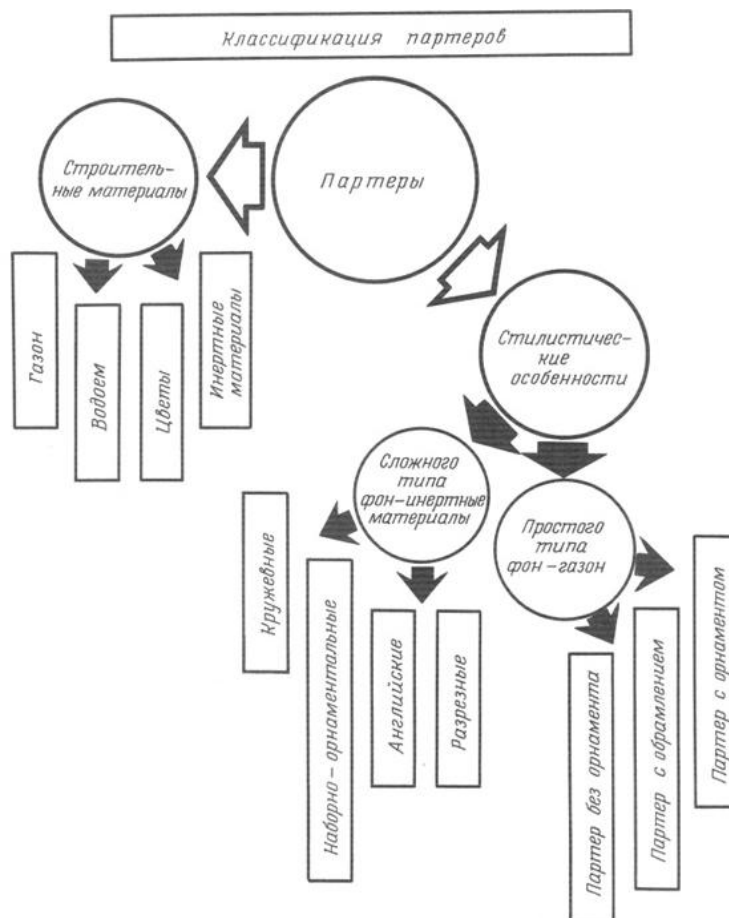 Классификация партеров
Партеры
Строитель-
ные материалы
Газон
Водоем
Цветы
Инертные
материалы
Стилистичес-
кие
особенности
Сложного
типа
фон-инертные
материалы
Кружевные
Наборно-орнаментальные
Английские
Разрезные
Простого
типа
фон-газон
Партер без орнамента
Партер с обрамлением
Партер с орнаментом